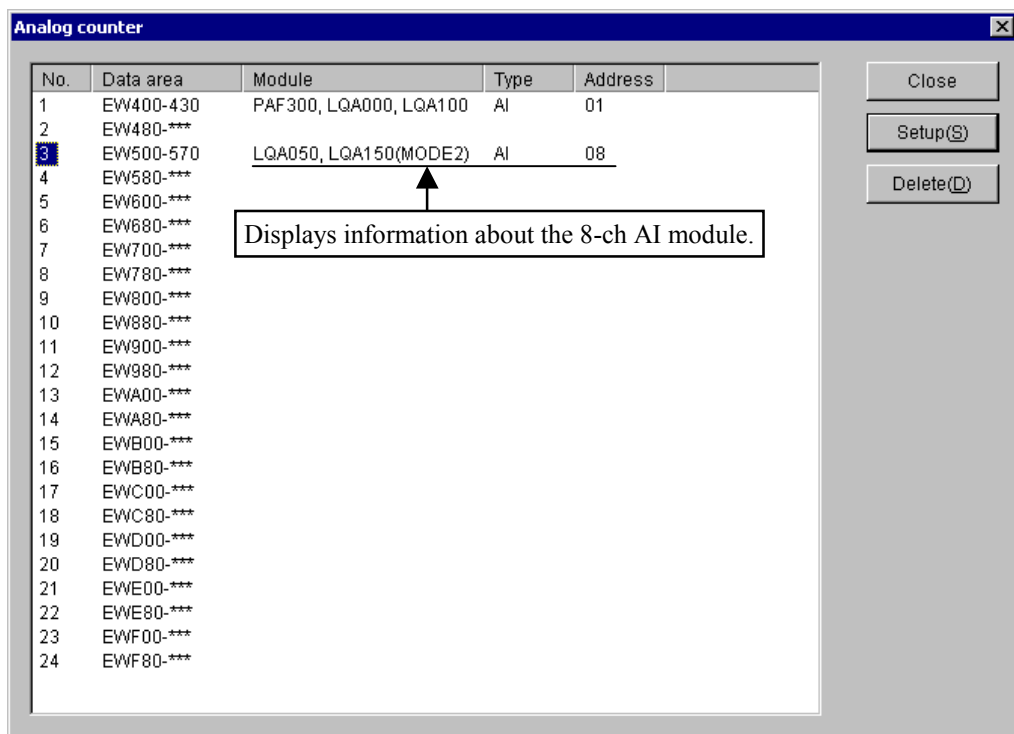 Analog counter
No. Data area Module Type Address
1 EW400-430 PAF300, LQA000, LQA100 AI 01
2 EW480-***
3 EW500-570 LQA050, LQA150(MODE2) AI 08
4 EW580-***
5 EW600-***
6 EW680-***
7 EW700-***
8 EW780-***
9 EW800-***
10 EW880-***
11 EW900-***
12 EW980-***
13 EWA00-***
14 EWA80-***
15 EWB00-***
16 EWB80-***
17 EWC00-***
18 EWC80-***
19 EWD00-***
20 EWD80-***
21 EWE00-***
22 EWE80-***
23 EWF00-***
24 EWF80-***
Displays information about the 8-ch AI module.
Close
Setup(S)
Delete(D)